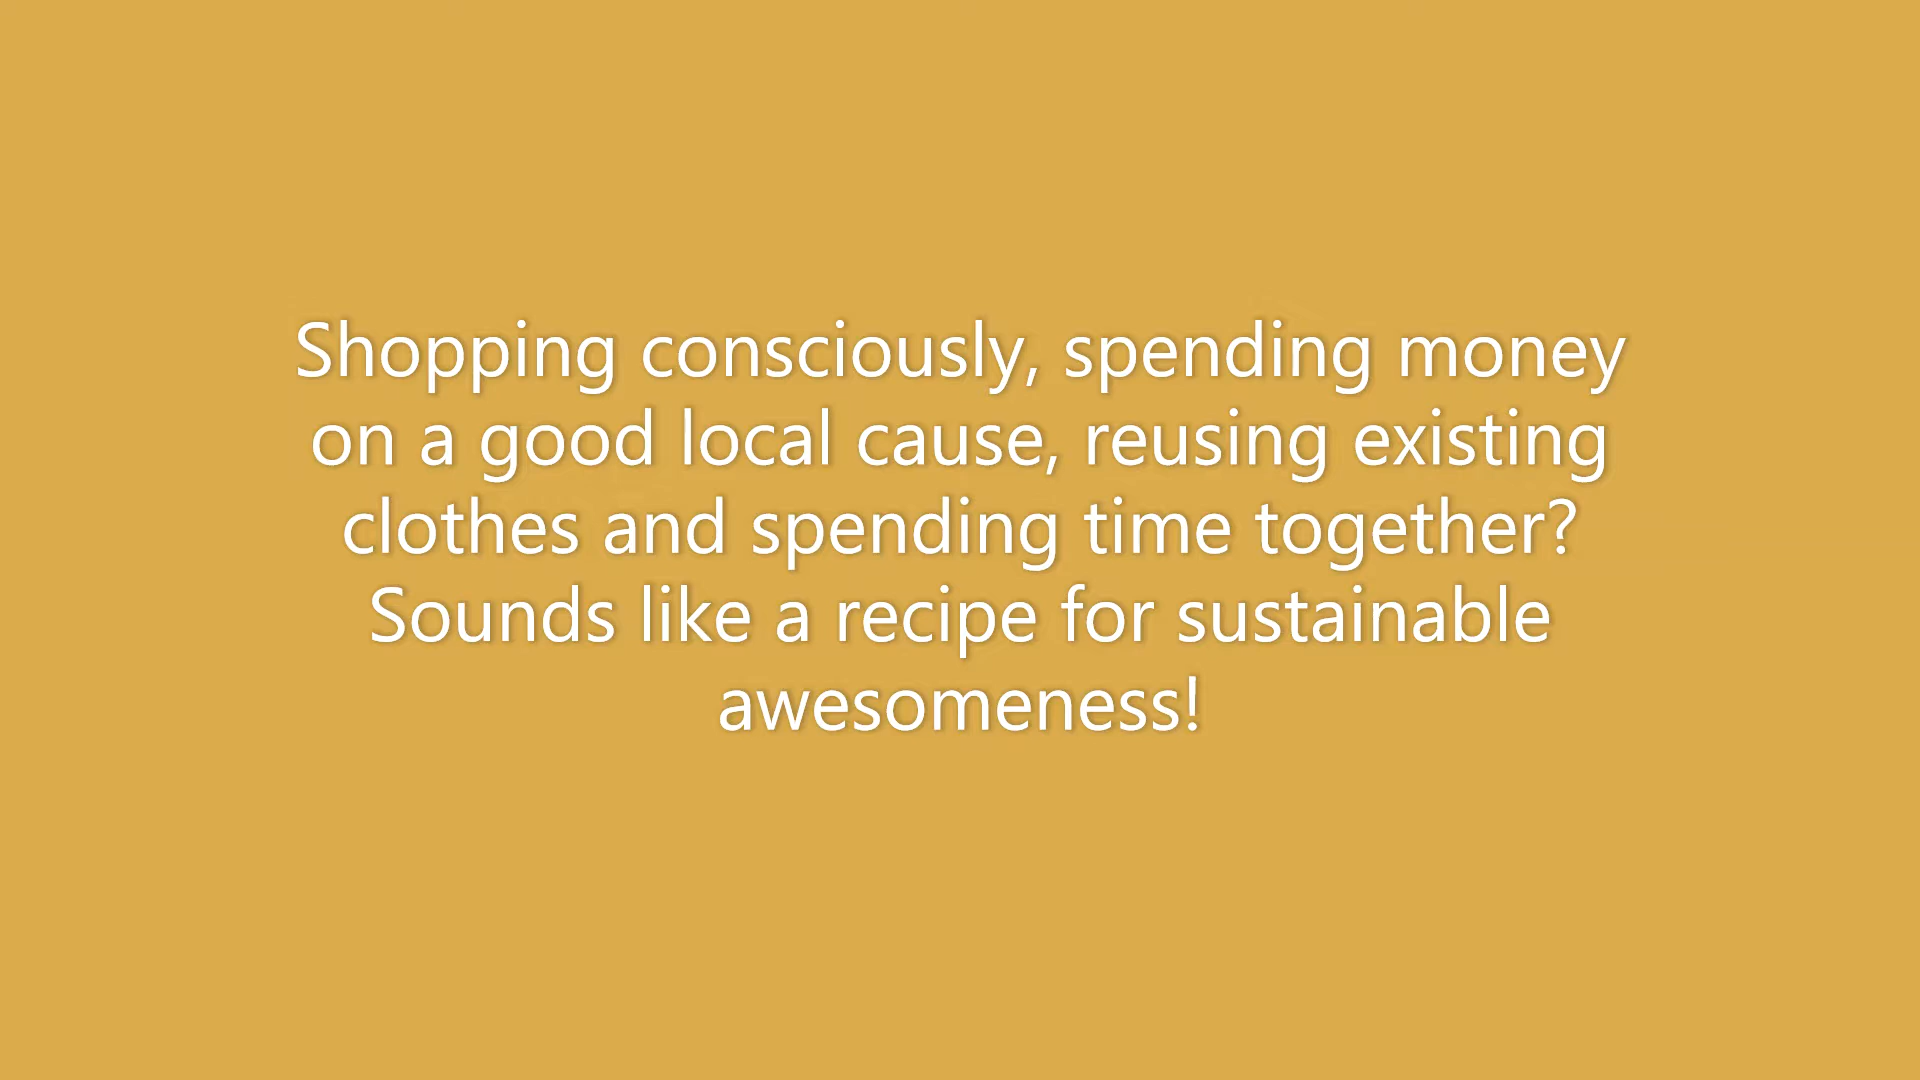 Shopping consciously, spending money
on a good local cause, reusing existing
clothes and spending time together?
Sounds like a recipe for sustainable
awesomeness!